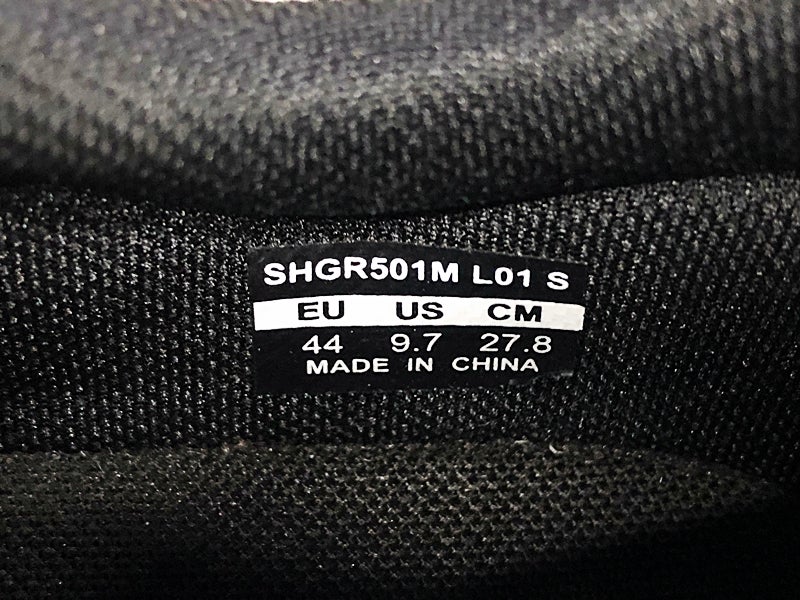 SHGR501M L01 S
EU US CM
44 9.7 27.8
MADE IN CHINA